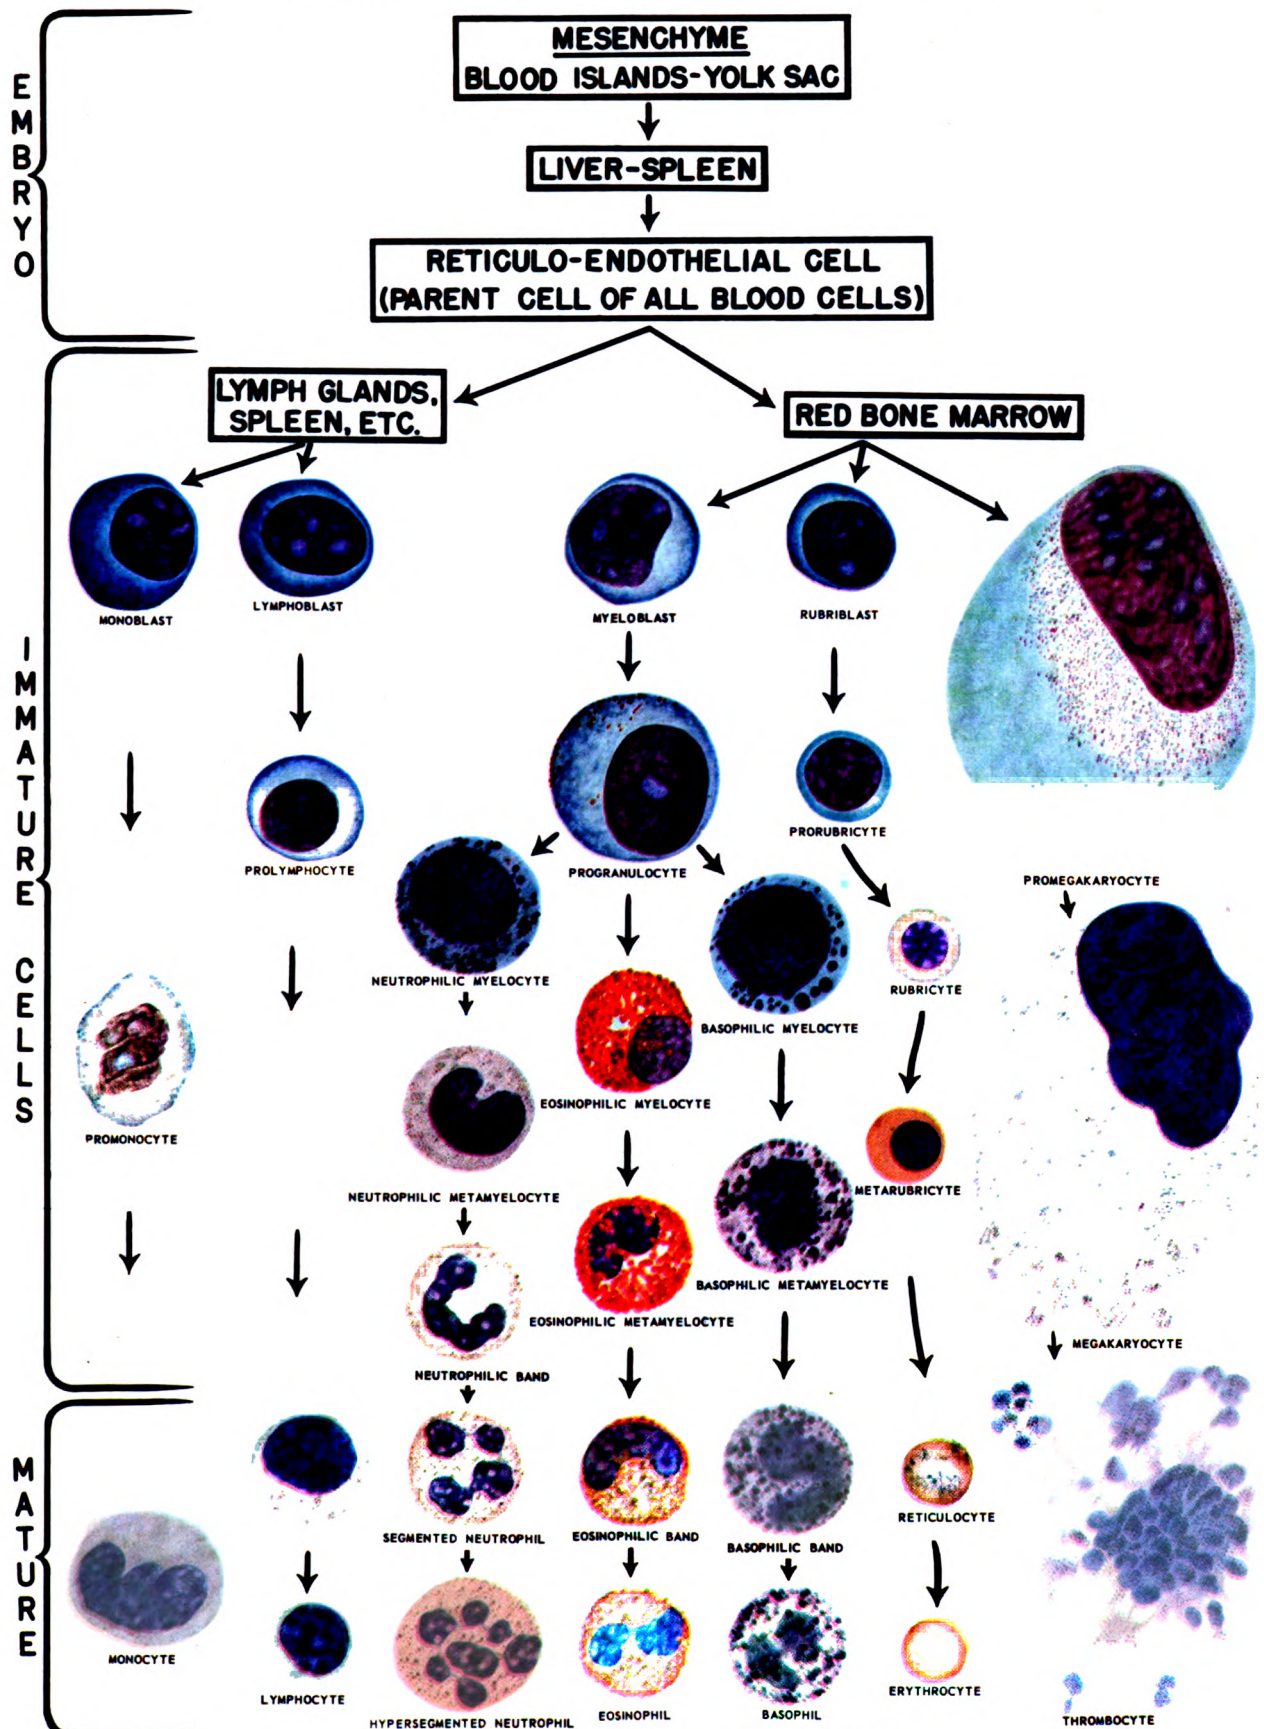 EMBRYO
MESENCHYME
BLOOD ISLANDS-YOLK SAC
LIVER-SPLEEN
RETICULO-ENDOTHELIAL CELL
(PARENT CELL OF ALL BLOOD CELLS)
IMMATURE CELLS
LYMPH GLANDS,
SPLEEN, ETC.
RED BONE MARROW
MONOBLAST
LYMPHOBLAST
MYELOBLAST
RUBRIBLAST
PROLYMPHOCYTE
PROGRANULOCYTE
PRORUBRICYTE
PROMEGAKARYOCYTE
NEUTROPHILIC MYELOCYTE
RUBRICYTE
BASOPHILIC MYELOCYTE
EOSINOPHILIC MYELOCYTE
PROMONOCYTE
NEUTROPHILIC METAMYELOCYTE
METARUBRICYTE
BASOPHILIC METAMYELOCYTE
EOSINOPHILIC METAMYELOCYTE
MEGAKARYOCYTE
NEUTROPHILIC BAND
MATURE
SEGMENTED NEUTROPHIL
EOSINOPHILIC BAND
BASOPHILIC BAND
RETICULOCYTE
MONOCYTE
LYMPHOCYTE
HYPERSEGMENTED NEUTROPHIL
EOSINOPHIL
BASOPHIL
ERYTHROCYTE
THROMBOCYTE